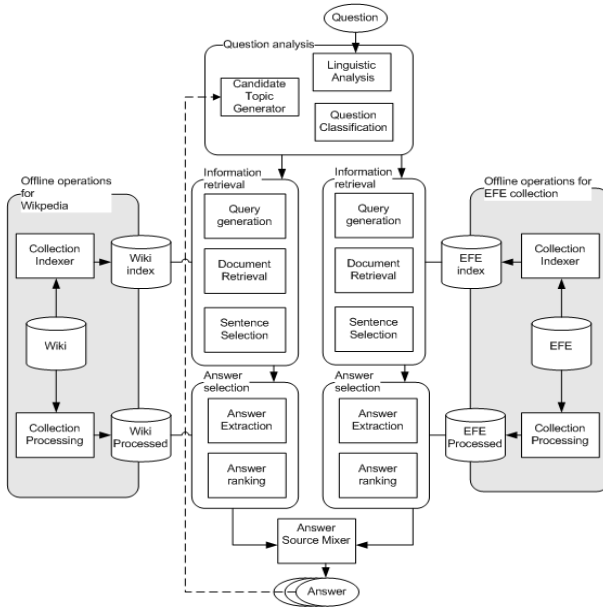 Question
Question analysis
Linguistic
Analysis
Candidate
Topic
Generator
Question
Classification
Offline operations
for
Wikpedia
Collection
Indexer
Wiki
index
Wiki
Collection
Processing
Wiki
Processed
Information
retrieval
Query
generation
Document
Retrieval
Sentence
Selection
Answer selection
Answer
Extraction
Answer
ranking
Information
retrieval
Query
generation
Document
Retrieval
Sentence
Selection
Answer selection
Answer
Extraction
Answer
ranking
Offline operations for
EFE collection
EFE
index
Collection
Indexer
EFE
EFE
Processed
Collection
Processing
Answer
Source Mixer
Answer